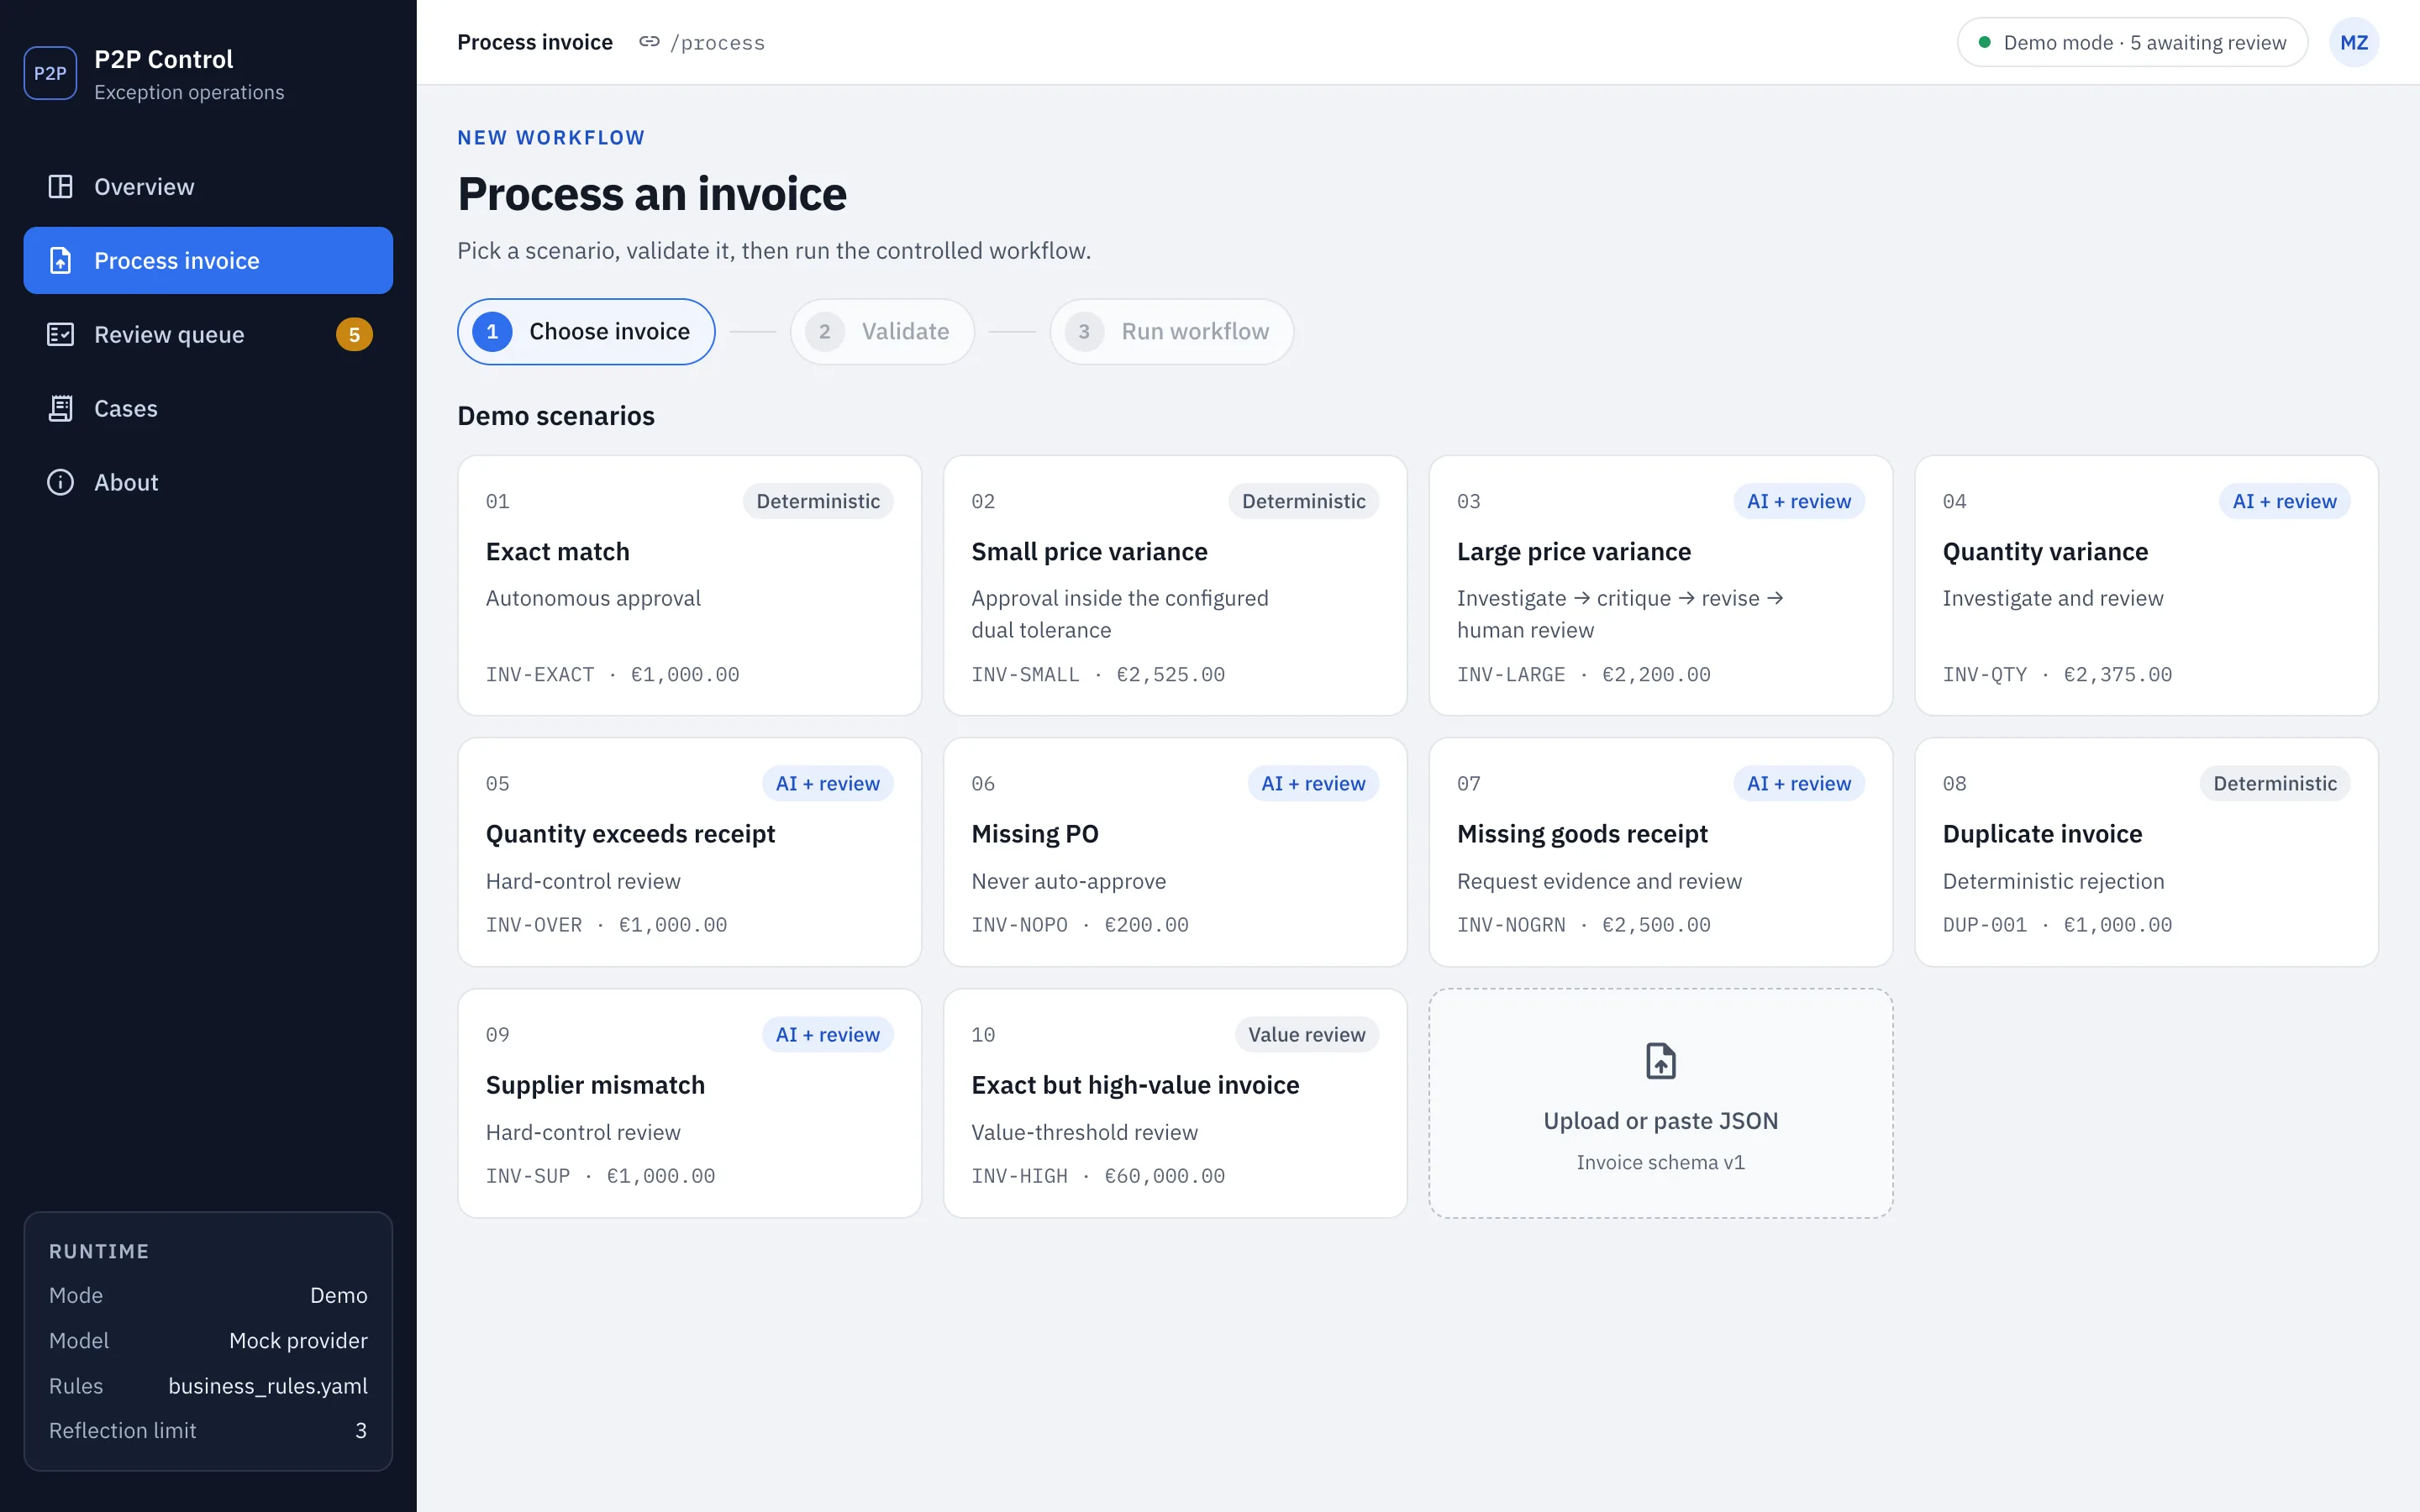 P2P
P2P Control
Exception operations
Overview
Process invoice
Review queue
5
Cases
About
RUNTIME
Mode Demo
Model Mock provider
Rules business_rules.yaml
Reflection limit 3
Process invoice /process
Demo mode · 5 awaiting review
MZ
NEW WORKFLOW
Process an invoice
Pick a scenario, validate it, then run the controlled workflow.
1 Choose invoice
2 Validate
3 Run workflow
Demo scenarios
01 Deterministic
Exact match
Autonomous approval
INV-EXACT · €1,000.00
02 Deterministic
Small price variance
Approval inside the configured
dual tolerance
INV-SMALL · €2,525.00
03 AI + review
Large price variance
Investigate → critique → revise →
human review
INV-LARGE · €2,200.00
04 AI + review
Quantity variance
Investigate and review
INV-QTY · €2,375.00
05 AI + review
Quantity exceeds receipt
Hard-control review
INV-OVER · €1,000.00
06 AI + review
Missing PO
Never auto-approve
INV-NOPO · €200.00
07 AI + review
Missing goods receipt
Request evidence and review
INV-NOGRN · €2,500.00
08 Deterministic
Duplicate invoice
Deterministic rejection
DUP-001 · €1,000.00
09 AI + review
Supplier mismatch
Hard-control review
INV-SUP · €1,000.00
10 Value review
Exact but high-value invoice
Value-threshold review
INV-HIGH · €60,000.00
Upload or paste JSON
Invoice schema v1